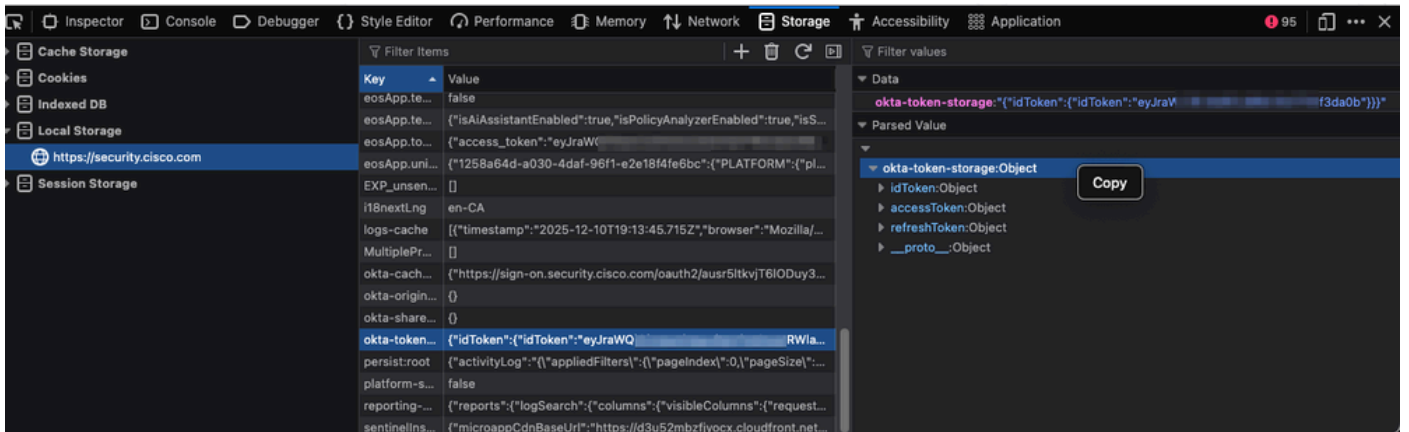 Inspector Console Debugger {} Style Editor Performance Memory Network Storage Accessibility Application 95
Cache Storage
Cookies
Indexed DB
Local Storage
https://security.cisco.com
Session Storage
Filter Items
Key Value
eosApp.te... false
eosApp.te... {"isAiAssistantEnabled":true,"isPolicyAnalyzerEnabled":true,"isS...
eosApp.to... {"access_token":"eyJraW
eosApp.uni... {"1258a64d-a030-4daf-96f1-e2e18f4fe6bc":{"PLATFORM":{"pl...
EXP_unsen... []
i18nextLng en-CA
logs-cache [{"timestamp":"2025-12-10T19:13:45.715Z","browser":"Mozilla/...
MultiplePr... []
okta-cach... {"https://sign-on.security.cisco.com/oauth2/ausr5ltkvjT6lODuy3...
okta-origin... {}
okta-share... {}
okta-token... {"idToken":{"idToken":"eyJraWQ RWla...
persist:root {"activityLog":"{\"appliedFilters\":{\"pageIndex\":0,\"pageSize\":...
platform-s... false
reporting-... {"reports":{"logSearch":{"columns":{"visibleColumns":{"request...
sentinelIns... {"microappCdnBaseUrl":"https://d3u52mbzfjvocx.cloudfront.net...
Filter values
Data
okta-token-storage:"{"idToken":{"idToken":"eyJraW f3da0b"}}}"
Parsed Value
okta-token-storage:Object
Copy
idToken:Object
accessToken:Object
refreshToken:Object
__proto__:Object